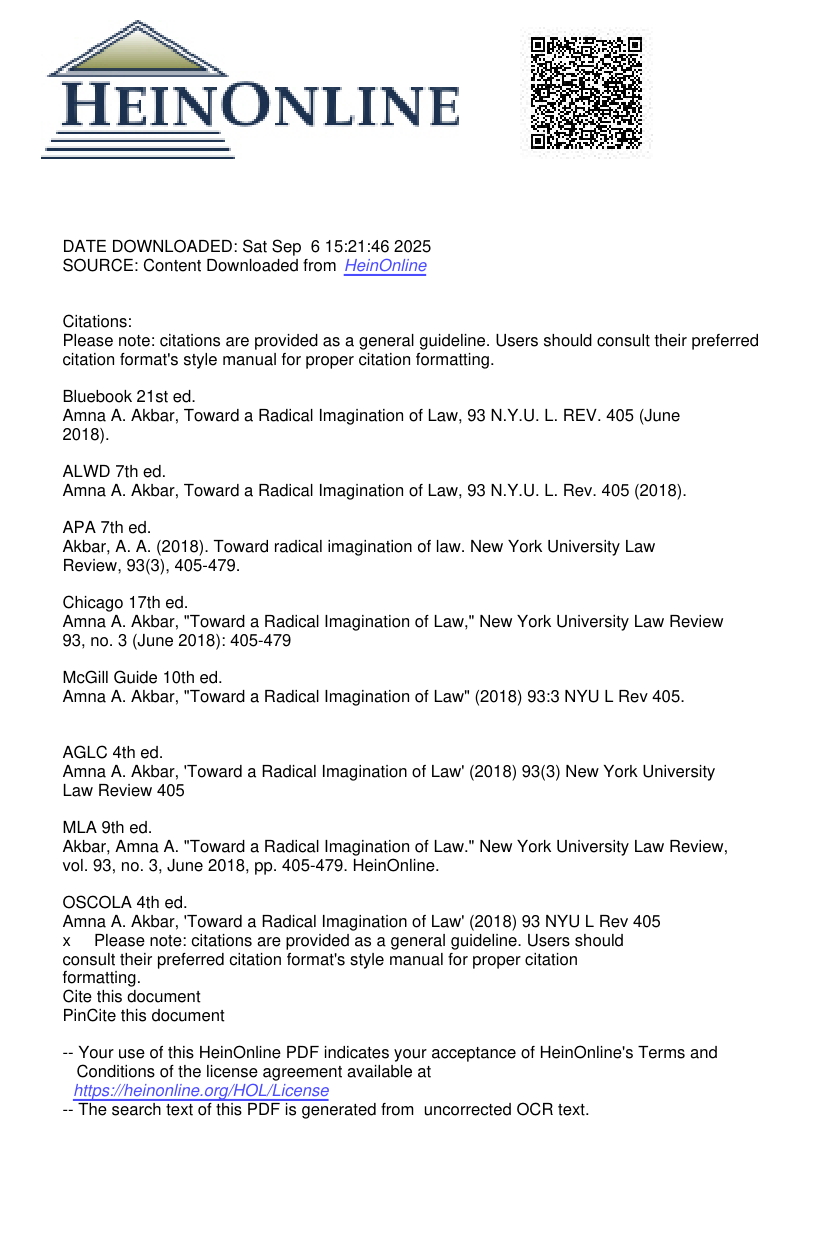 HEINONLINE
DATE DOWNLOADED: Sat Sep  6 15:21:46 2025
SOURCE: Content Downloaded from HeinOnline
Citations:
Please note: citations are provided as a general guideline. Users should consult their preferred
citation format's style manual for proper citation formatting.
Bluebook 21st ed.
Amna A. Akbar, Toward a Radical Imagination of Law, 93 N.Y.U. L. REV. 405 (June
2018).
ALWD 7th ed.
Amna A. Akbar, Toward a Radical Imagination of Law, 93 N.Y.U. L. Rev. 405 (2018).
APA 7th ed.
Akbar, A. A. (2018). Toward radical imagination of law. New York University Law
Review, 93(3), 405-479.
Chicago 17th ed.
Amna A. Akbar, "Toward a Radical Imagination of Law," New York University Law Review
93, no. 3 (June 2018): 405-479
McGill Guide 10th ed.
Amna A. Akbar, "Toward a Radical Imagination of Law" (2018) 93:3 NYU L Rev 405.
AGLC 4th ed.
Amna A. Akbar, 'Toward a Radical Imagination of Law' (2018) 93(3) New York University
Law Review 405
MLA 9th ed.
Akbar, Amna A. "Toward a Radical Imagination of Law." New York University Law Review,
vol. 93, no. 3, June 2018, pp. 405-479. HeinOnline.
OSCOLA 4th ed.
Amna A. Akbar, 'Toward a Radical Imagination of Law' (2018) 93 NYU L Rev 405
x Please note: citations are provided as a general guideline. Users should
consult their preferred citation format's style manual for proper citation
formatting.
Cite this document
PinCite this document
-- Your use of this HeinOnline PDF indicates your acceptance of HeinOnline's Terms and
Conditions of the license agreement available at
https://heinonline.org/HOL/License
-- The search text of this PDF is generated from uncorrected OCR text.